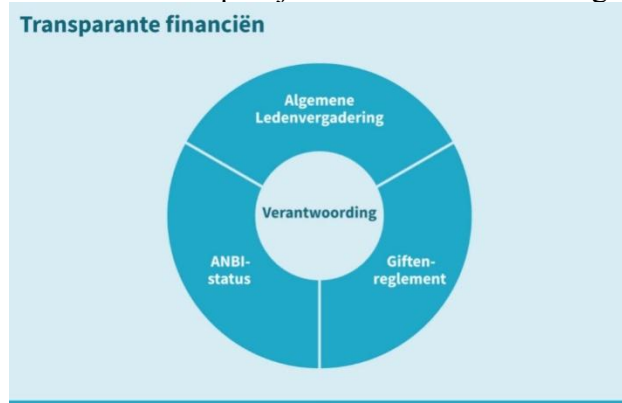 Transparante financiën
Algemene
Ledenvergadering
Verantwoording
ANBI-
status
Giften-
reglement